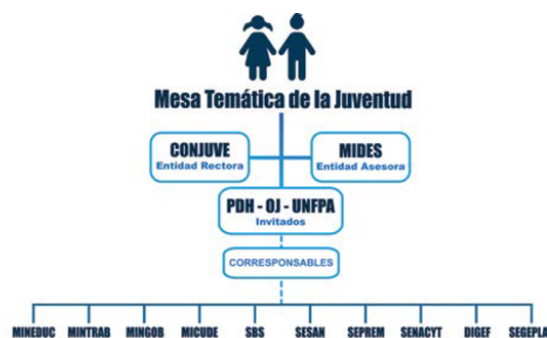 Mesa Temática de la Juventud
CONJUVE
Entidad Rectora
MIDES
Entidad Asesora
PDH - OJ - UNFPA
Invitados
CORRESPONSABLES
MINEDUC MINTRAB MINGOB MICUDE SBS SESAN SEPREM SENACYT DIGEF SEGEPLA